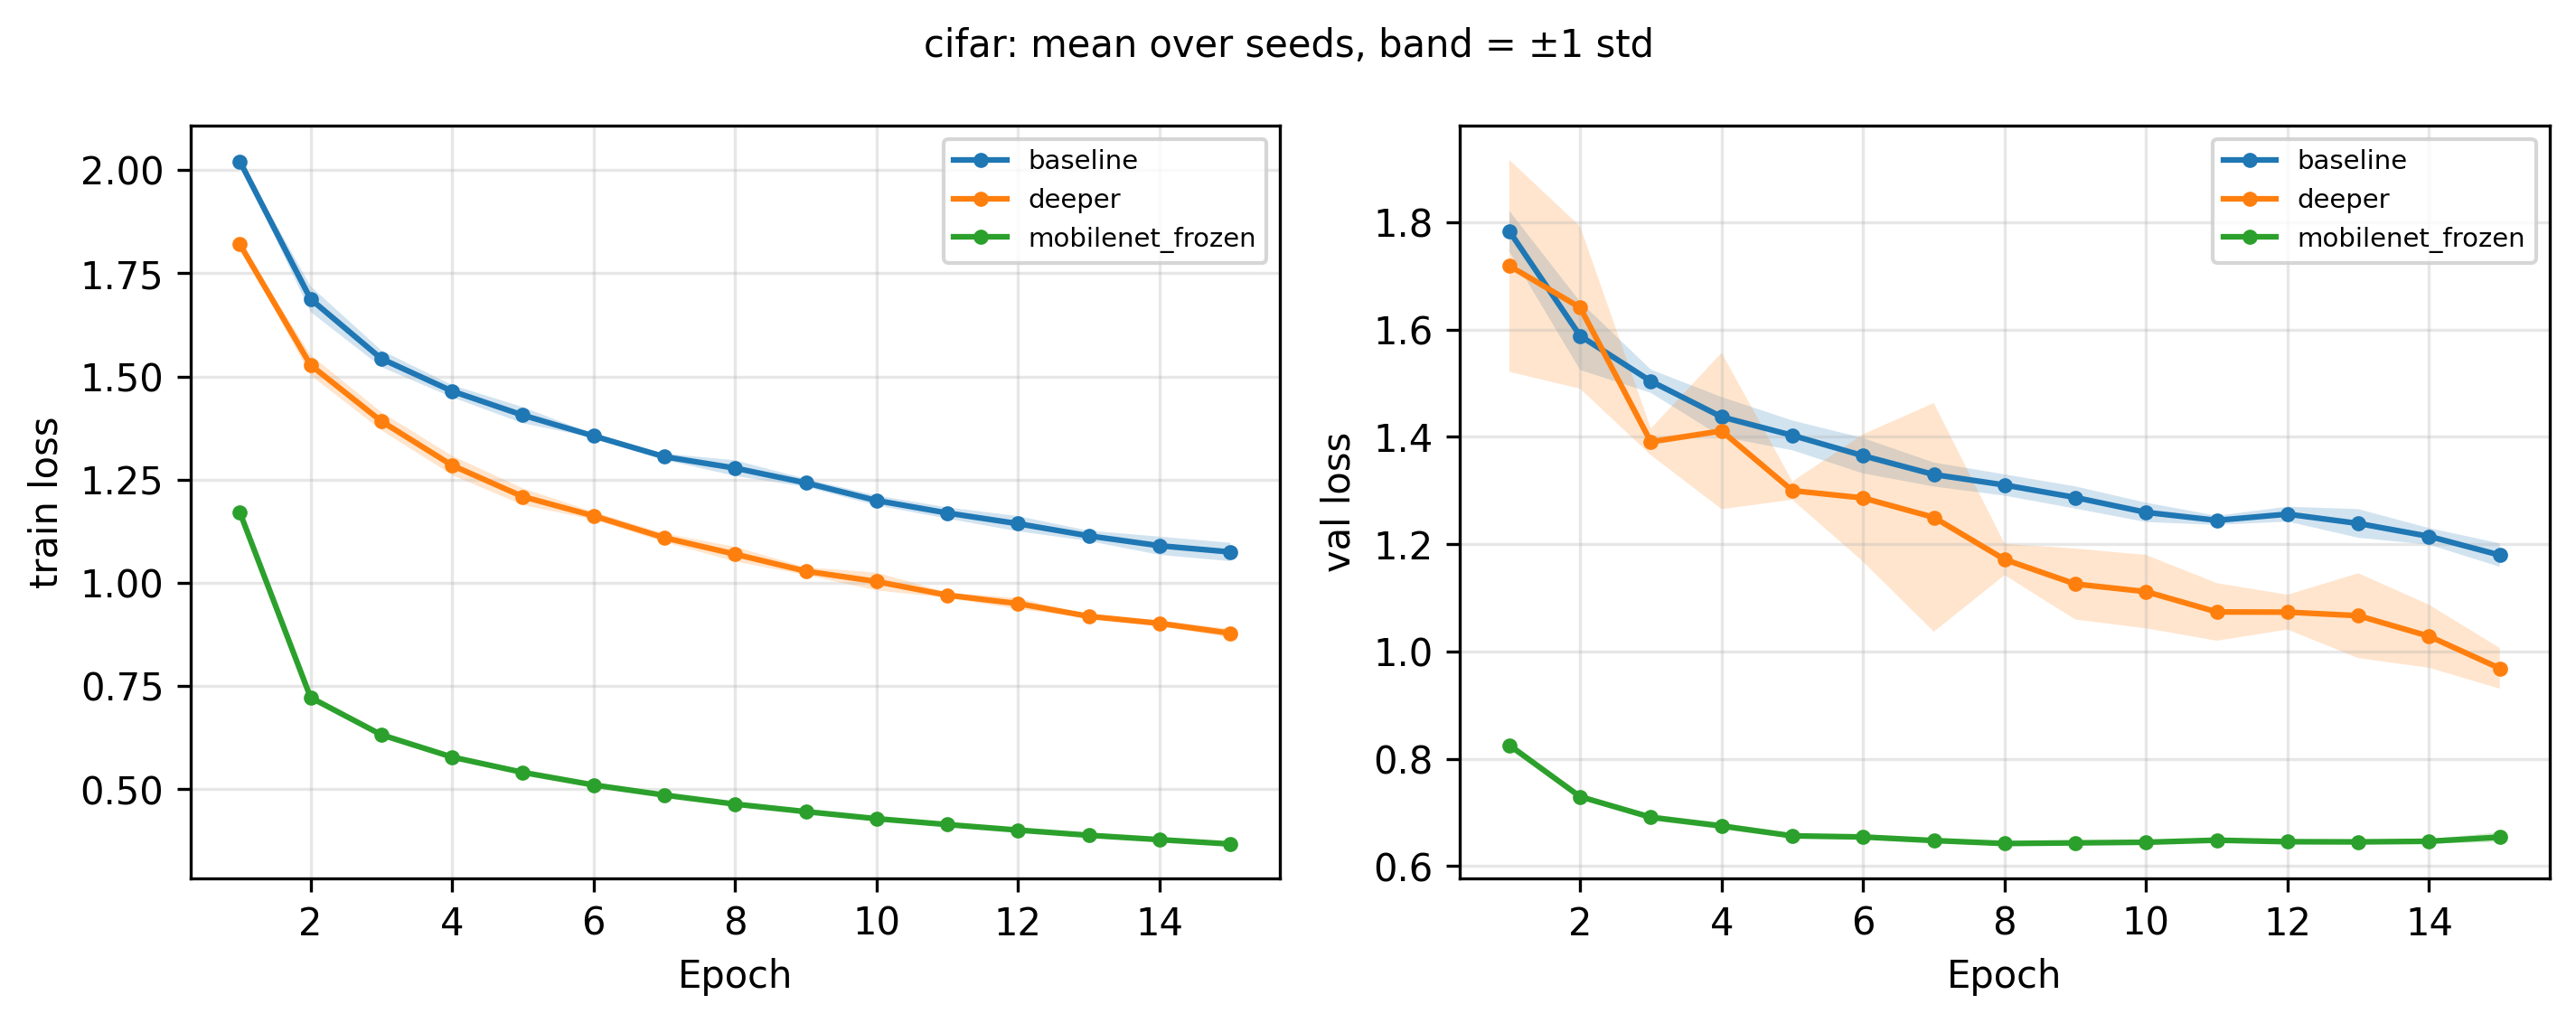 cifar: mean over seeds, band = ±1 std
train loss
2.00
1.75
1.50
1.25
1.00
0.75
0.50
2 4 6 8 10 12 14
Epoch
baseline
deeper
mobilenet_frozen
val loss
1.8
1.6
1.4
1.2
1.0
0.8
0.6
2 4 6 8 10 12 14
Epoch
baseline
deeper
mobilenet_frozen